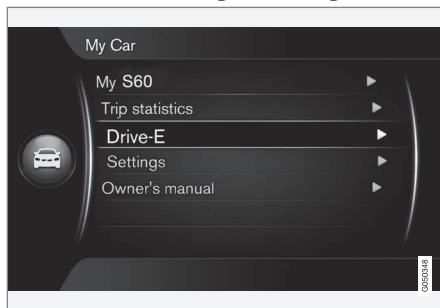 My Car
My S60
Trip statistics
Drive-E
Settings
Owner's manual
G050348